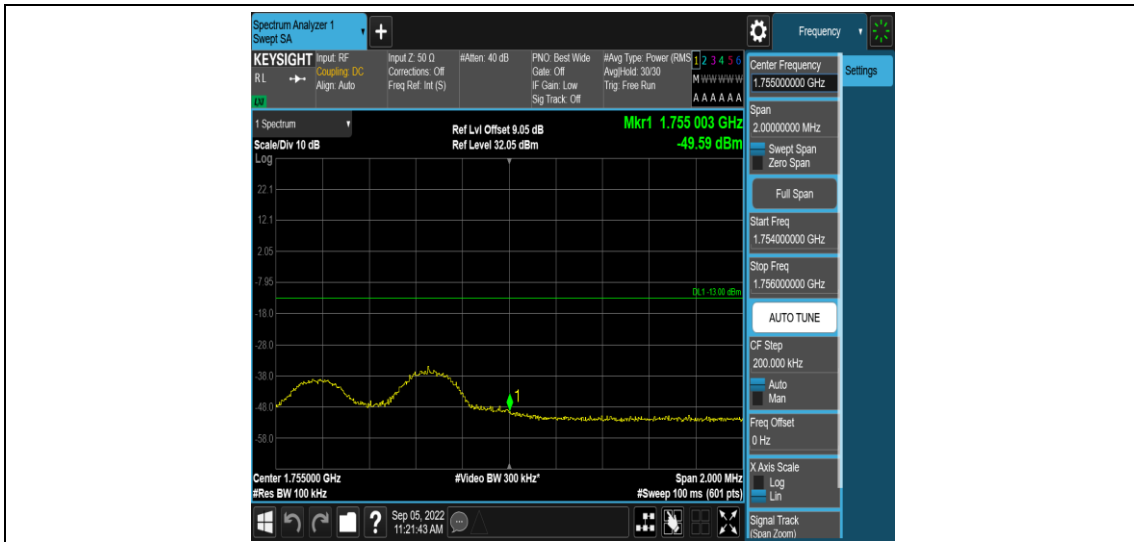 Spectrum Analyzer 1
Swept SA
+
Frequency
KEYSIGHT
RL
LXI
Input: RF
Coupling: DC
Align: Auto
Input Z: 50 Ω
Corrections: Off
Freq Ref: Int (S)
#Atten: 40 dB
PNO: Best Wide
Gate: Off
IF Gain: Low
Sig Track: Off
#Avg Type: Power (RMS
Avg|Hold: 30/30
Trig: Free Run
1 2 3 4 5 6
M W W W W W
A A A A A A
Center Frequency
1.755000000 GHz
Settings
1 Spectrum
Scale/Div 10 dB
Ref Lvl Offset 9.05 dB
Ref Level 32.05 dBm
Mkr1 1.755 003 GHz
-49.59 dBm
Log
22.1
12.1
2.05
-7.95
-18.0
-28.0
-38.0
-48.0
-58.0
DL1 -13.00 dBm
1
Span
2.00000000 MHz
Swept Span
Zero Span
Full Span
Start Freq
1.754000000 GHz
Stop Freq
1.756000000 GHz
AUTO TUNE
CF Step
200.000 kHz
Auto
Man
Freq Offset
0 Hz
X Axis Scale
Log
Lin
Signal Track
(Span Zoom)
Center 1.755000 GHz
#Res BW 100 kHz
#Video BW 300 kHz*
Span 2.000 MHz
#Sweep 100 ms (601 pts)
?
Sep 05, 2022
11:21:43 AM